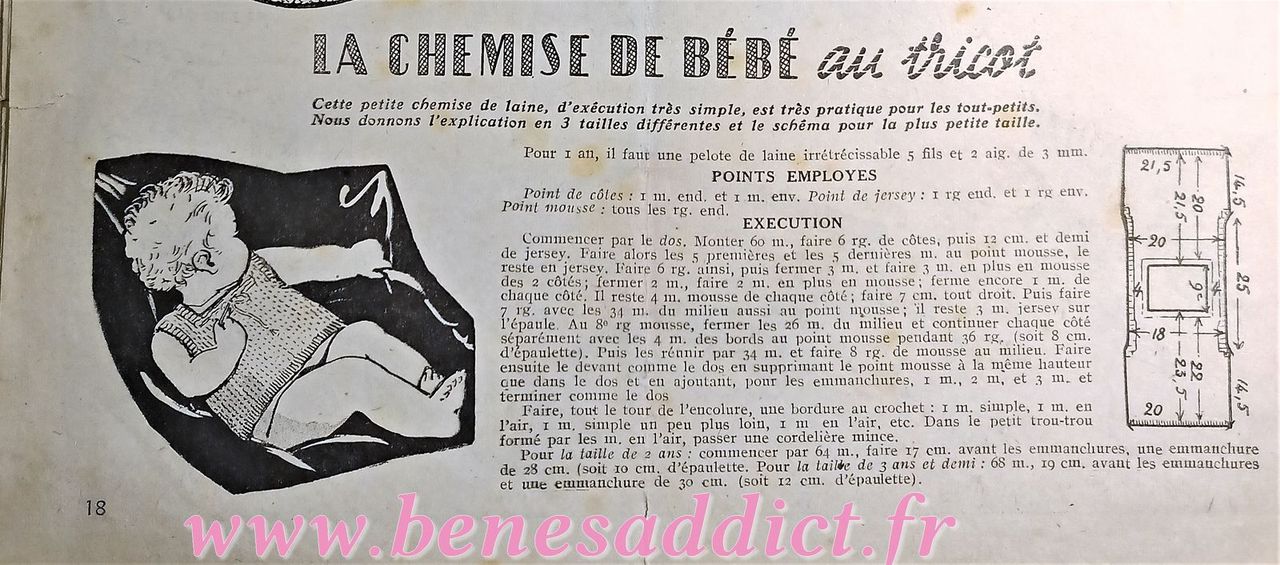 LA CHEMISE DE BÉBÉ au tricot
Cette petite chemise de laine, d'exécution très simple, est très pratique pour les tout-petits.
Nous donnons l'explication en 3 tailles différentes et le schéma pour la plus petite taille.
Pour 1 an, il faut une pelote de laine irrétrécissable 5 fils et 2 aig. de 3 mm.
POINTS EMPLOYES
Point de côtes : 1 m. end. et 1 m. env. Point de jersey : 1 rg end. et 1 rg env.
Point mousse : tous les rg. end.
EXECUTION
Commencer par le dos. Monter 60 m., faire 6 rg. de côtes, puis 12 cm. et demi
de jersey. Faire alors les 5 premières et les 5 dernières m. au point mousse, le
reste en jersey. Faire 6 rg. ainsi, puis fermer 3 m. et faire 3 m. en plus en mousse
des 2 côtés ; fermer 2 m., faire 2 m. en plus en mousse ; ferme encore 1 m. de
chaque côté. Il reste 4 m. mousse de chaque côté ; faire 7 cm. tout droit. Puis faire
7 rg. avec les 34 m. du milieu aussi au point mousse ; il reste 3 m. jersey sur
l'épaule. Au 8e rg mousse, fermer les 26 m. du milieu et continuer chaque côté
séparément avec les 4 m. des bords au point mousse pendant 36 rg. (soit 8 cm.
d'épaulette). Puis les réunir par 34 m. et faire 8 rg. de mousse au milieu. Faire
ensuite le devant comme le dos en supprimant le point mousse à la même hauteur
que dans le dos et en ajoutant, pour les emmanchures, 1 m., 2 m, et 3 m. et
terminer comme le dos
Faire, tout le tour de l'encolure, une bordure au crochet : 1 m. simple, 1 m. en
l'air, 1 m. simple un peu plus loin, 1 m en l'air, etc. Dans le petit trou-trou
formé par les m. en l'air, passer une cordelière mince.
Pour la taille de 2 ans : commencer par 64 m., faire 17 cm. avant les emmanchures, une emmanchure
de 28 cm. (soit 10 cm. d'épaulette. Pour la taille de 3 ans et demi : 68 m., 19 cm. avant les emmanchures
et une emmanchure de 30 cm. (soit 12 cm. d'épaulette).
21,5
14,5
20
21,5
20
4
4
9
25
18
22
23,5
20
14,5
18
www.benesaddict.fr